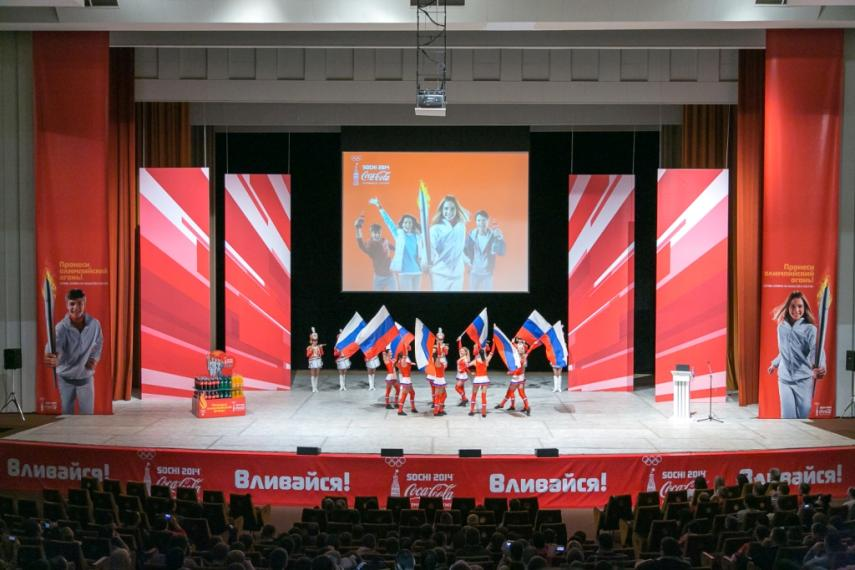 SOCHI 2014
Coca-Cola
Пронеси
олимпийский
огонь!
Пронеси
олимпийский
огонь!
Вливайся!
SOCHI 2014
Coca-Cola
Вливайся!
SOCHI 2014
Coca-Cola
Вливайся!
SOCHI 2014
Coca-Cola
Вливайся!